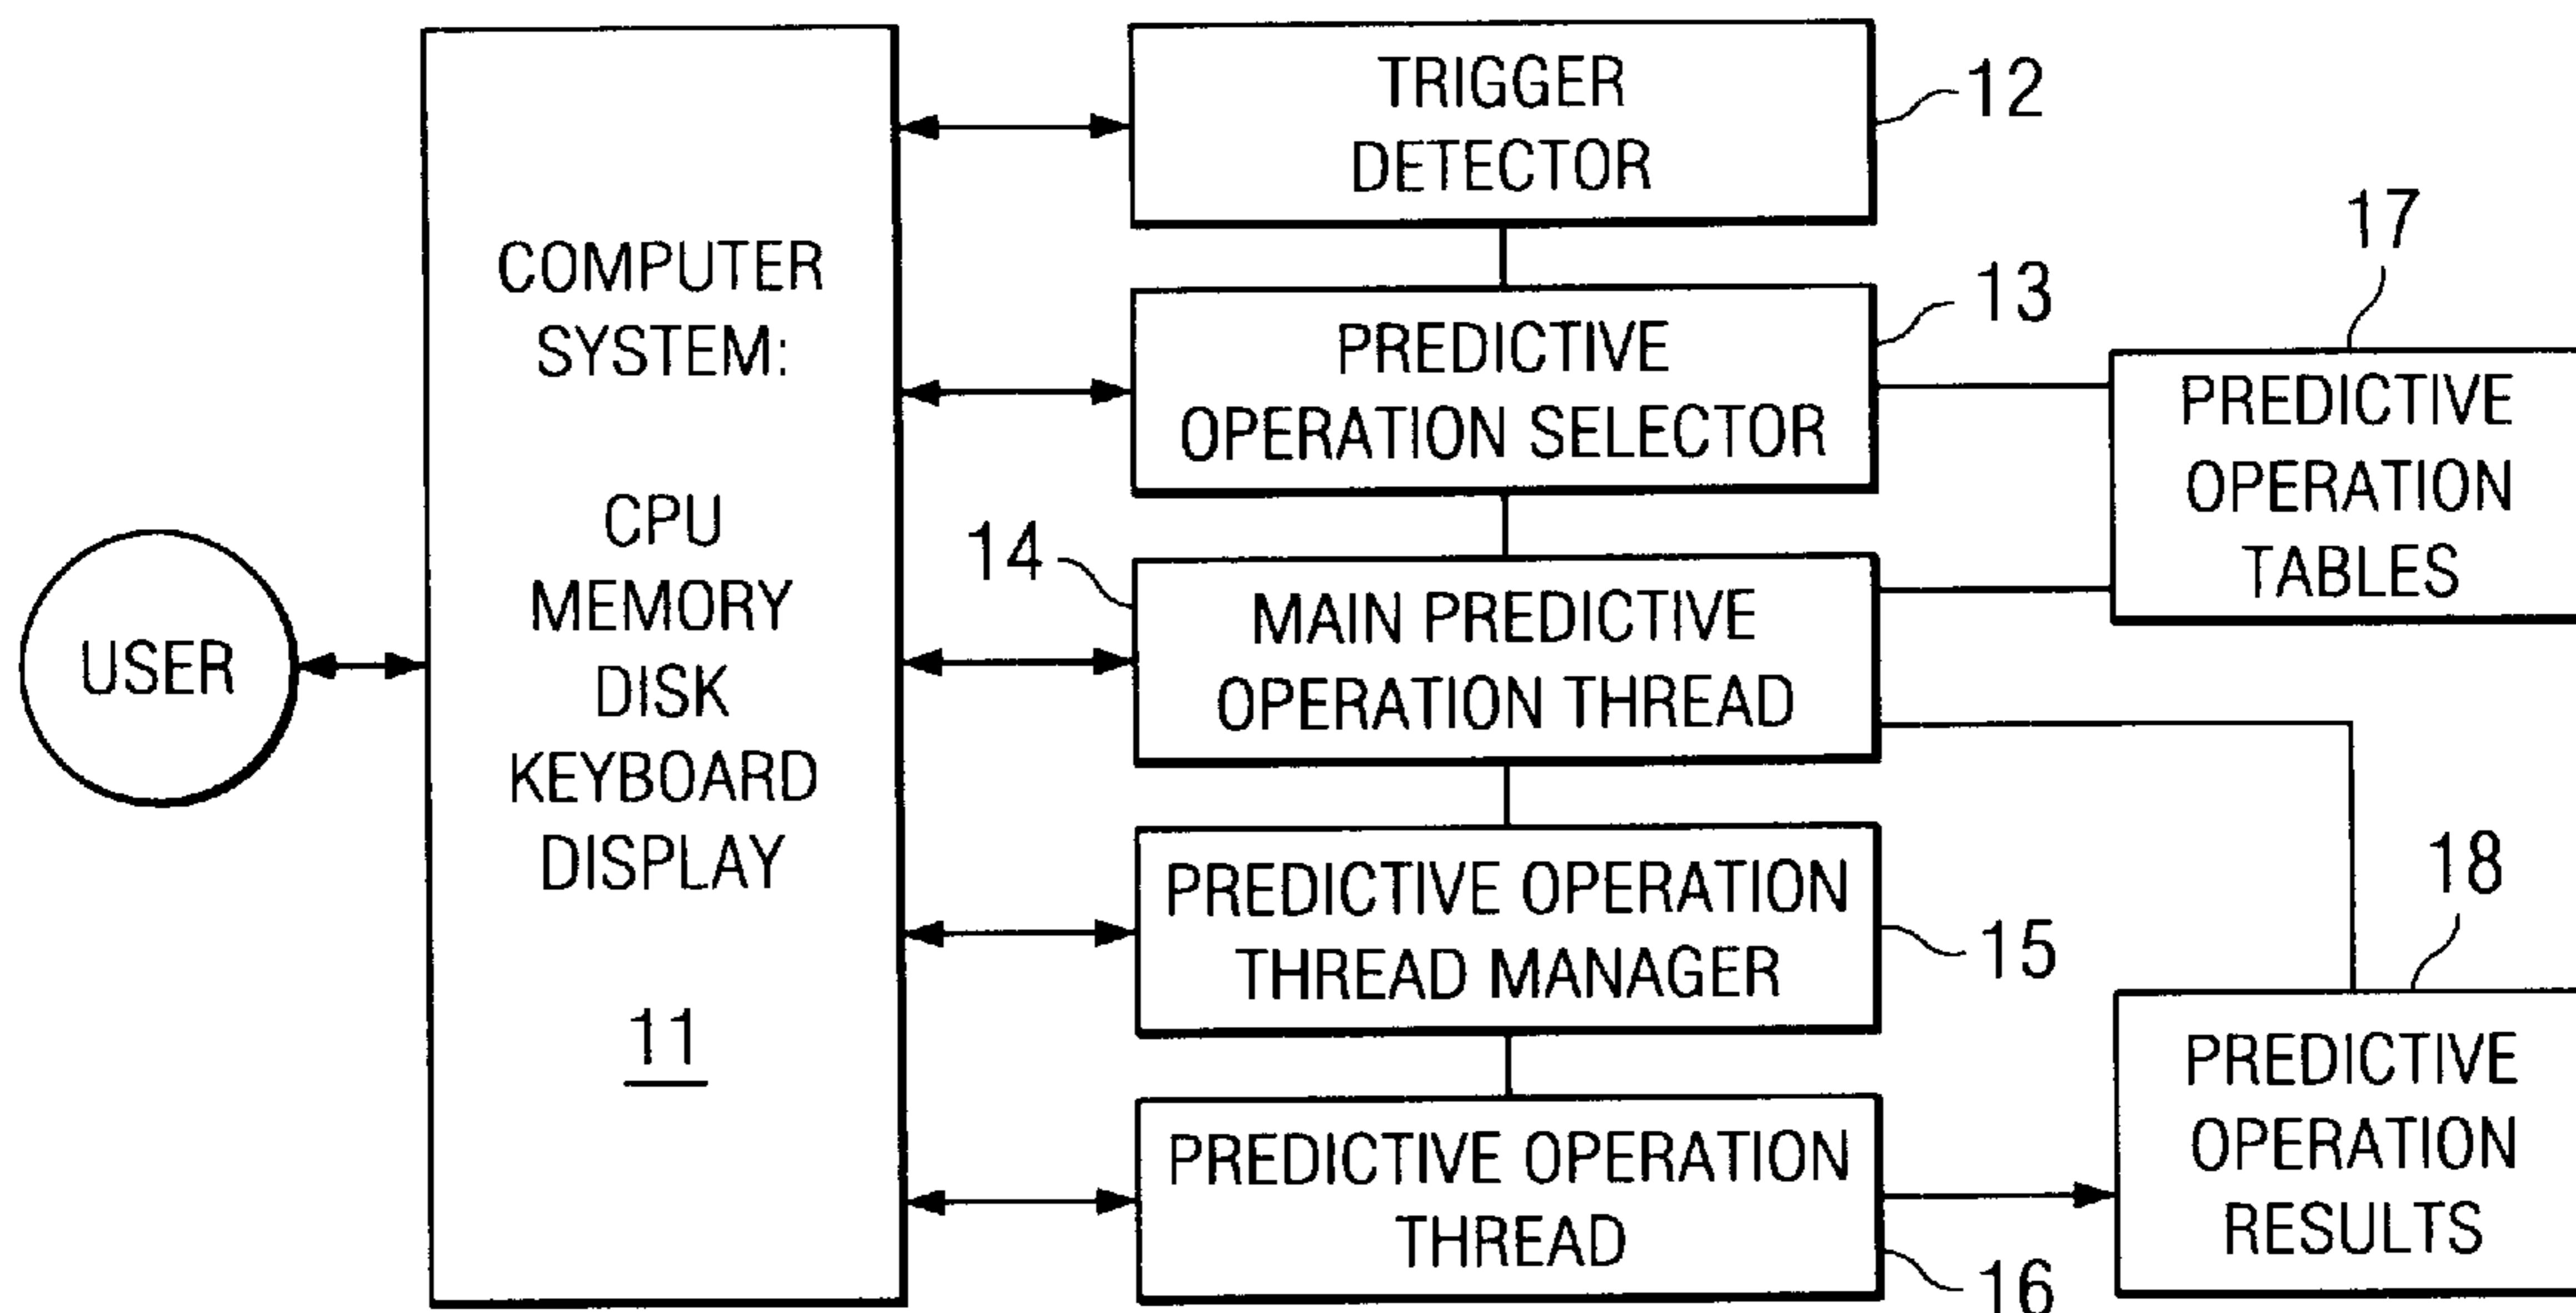 USER
COMPUTER
SYSTEM:
CPU
MEMORY
DISK
KEYBOARD
DISPLAY
11
TRIGGER
DETECTOR
12
PREDICTIVE
OPERATION SELECTOR
13
14
MAIN PREDICTIVE
OPERATION THREAD
PREDICTIVE OPERATION
THREAD MANAGER
15
PREDICTIVE OPERATION
THREAD
16
17
PREDICTIVE
OPERATION
TABLES
18
PREDICTIVE
OPERATION
RESULTS